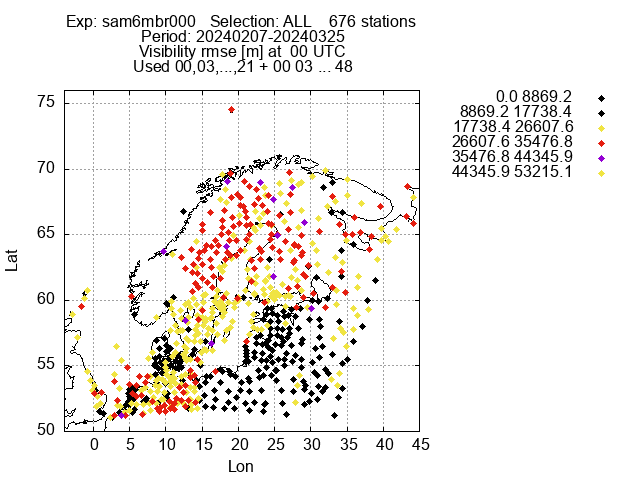 Exp: sam6mbr000 Selection: ALL 676 stations
Period: 20240207-20240325
Visibility rmse [m] at 00 UTC
Used 00,03,...,21 + 00 03 ... 48
0.0 8869.2
8869.2 17738.4
17738.4 26607.6
26607.6 35476.8
35476.8 44345.9
44345.9 53215.1
75
70
65
60
55
50
Lat
0 5 10 15 20 25 30 35 40 45
Lon